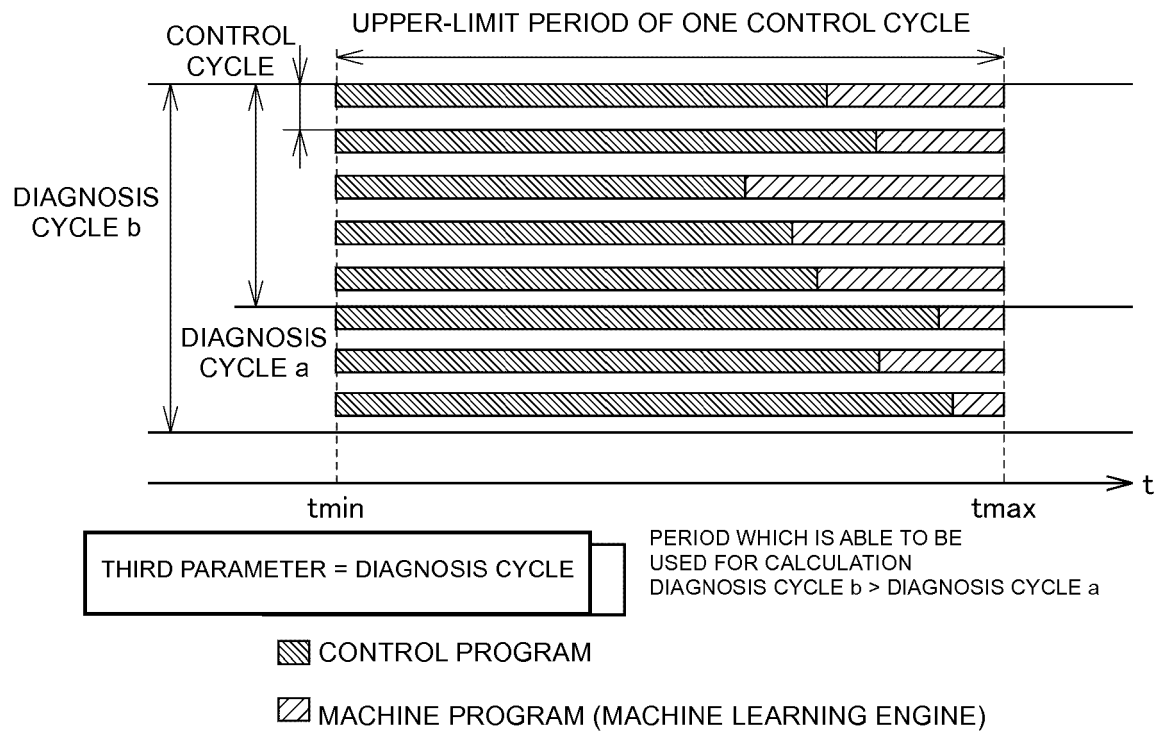 UPPER-LIMIT PERIOD OF ONE CONTROL CYCLE
CONTROL
CYCLE
DIAGNOSIS
CYCLE b
DIAGNOSIS
CYCLE a
t
tmin
tmax
THIRD PARAMETER = DIAGNOSIS CYCLE
PERIOD WHICH IS ABLE TO BE
USED FOR CALCULATION
DIAGNOSIS CYCLE b > DIAGNOSIS CYCLE a
CONTROL PROGRAM
MACHINE PROGRAM (MACHINE LEARNING ENGINE)